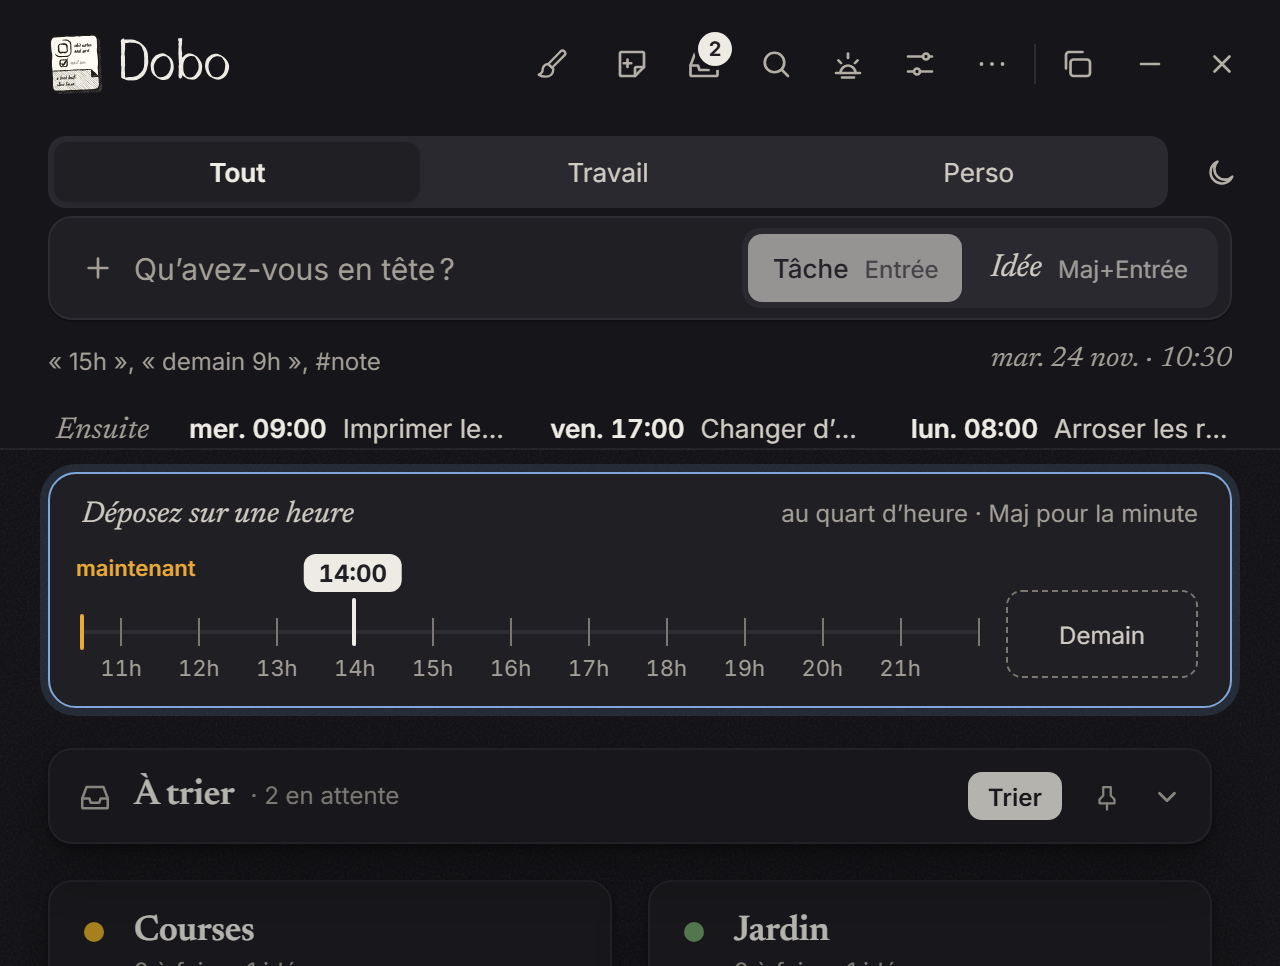 Dobo
2
Tout
Travail
Perso
Qu’avez-vous en tête ?
Tâche Entrée
Idée Maj+Entrée
« 15h », « demain 9h », #note
mar. 24 nov. · 10:30
Ensuite mer. 09:00 Imprimer le… ven. 17:00 Changer d’… lun. 08:00 Arroser les r…
Déposez sur une heure
au quart d’heure · Maj pour la minute
maintenant
14:00
11h 12h 13h 14h 15h 16h 17h 18h 19h 20h 21h
Demain
À trier · 2 en attente
Trier
Courses
Jardin